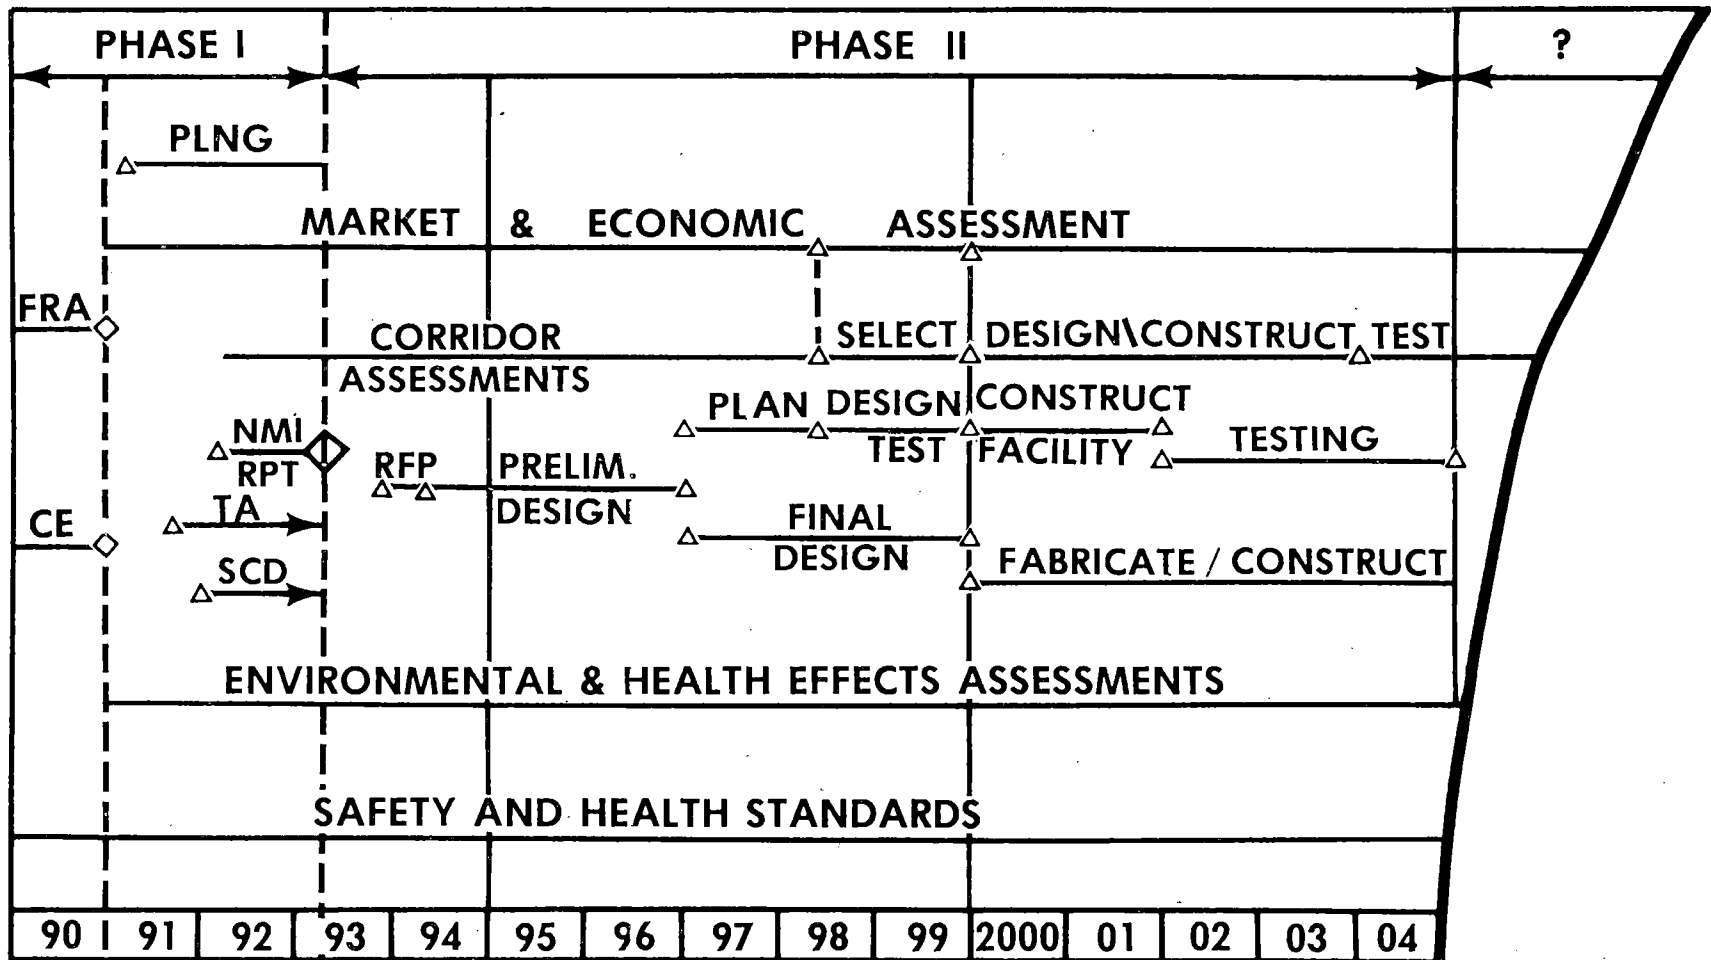 PHASE I PHASE II ?
PLNG
MARKET & ECONOMIC ASSESSMENT
FRA
CORRIDOR SELECT DESIGN\CONSTRUCT TEST
ASSESSMENTS
PLAN DESIGN CONSTRUCT
NMI TEST FACILITY TESTING
RPT RFP PRELIM.
TA DESIGN
CE FINAL
DESIGN
SCD FABRICATE / CONSTRUCT
ENVIRONMENTAL & HEALTH EFFECTS ASSESSMENTS
SAFETY AND HEALTH STANDARDS
90 91 92 93 94 95 96 97 98 99 2000 01 02 03 04